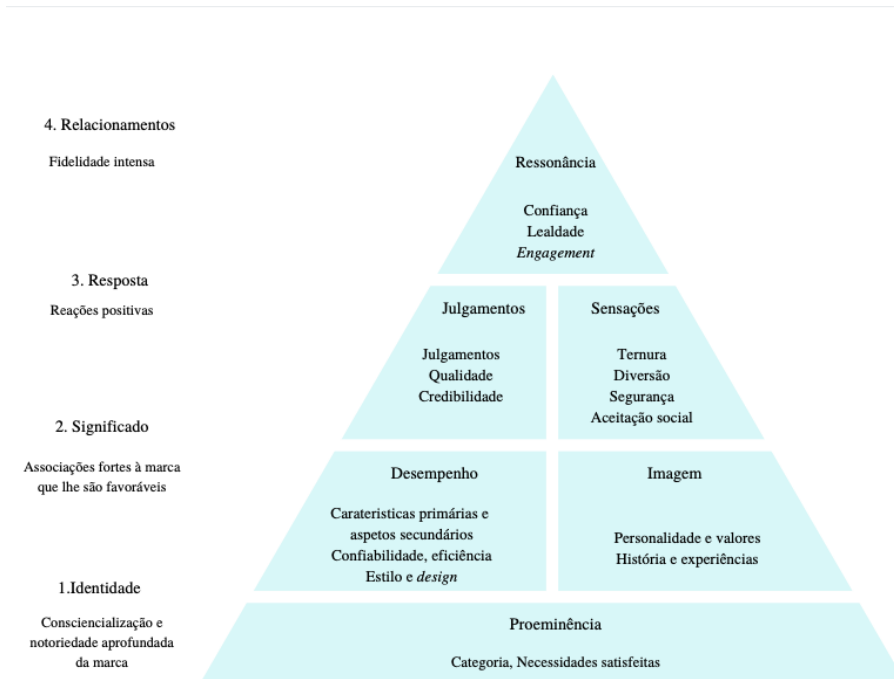 4. Relacionamentos
Fidelidade intensa
Ressonância
Confiança
Lealdade
Engagement
3. Resposta
Reações positivas
Julgamentos
Julgamentos
Qualidade
Credibilidade
Sensações
Ternura
Diversão
Segurança
Aceitação social
2. Significado
Associações fortes à marca
que lhe são favoráveis
Desempenho
Carateristicas primárias e
aspetos secundários
Confiabilidade, eficiência
Estilo e design
Imagem
Personalidade e valores
História e experiências
1.Identidade
Consciencialização e
notoriedade aprofundada
da marca
Proeminência
Categoria, Necessidades satisfeitas